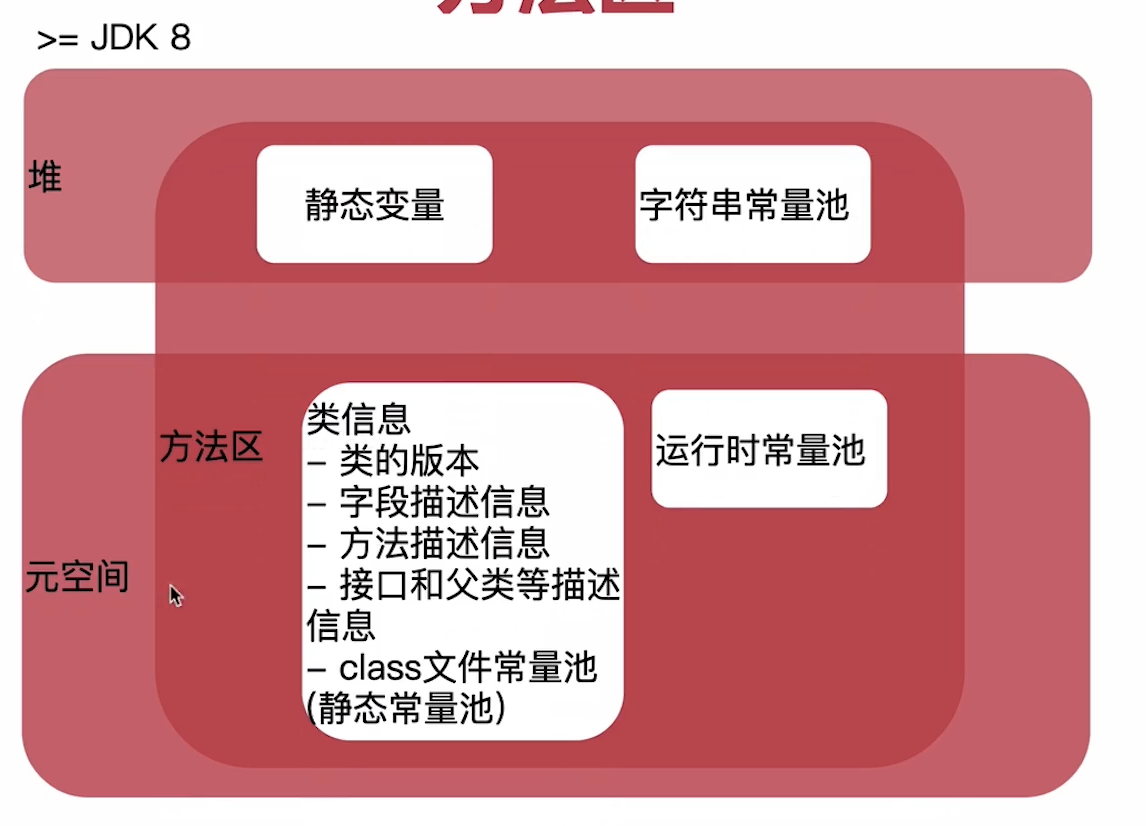 方法区
>= JDK 8
堆
静态变量
字符串常量池
方法区
类信息
– 类的版本
– 字段描述信息
– 方法描述信息
– 接口和父类等描述
信息
– class文件常量池
(静态常量池)
运行时常量池
元空间